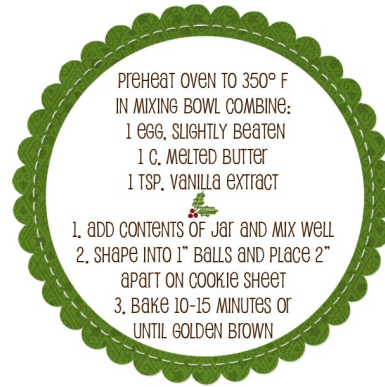 Preheat oven to 350° F
in mixing bowl combine:
1 egg, slightly beaten
1 c. melted butter
1 tsp. vanilla extract
1. add contents of jar and mix well
2. shape into 1" balls and place 2"
apart on cookie sheet
3. bake 10-15 minutes or
until golden brown